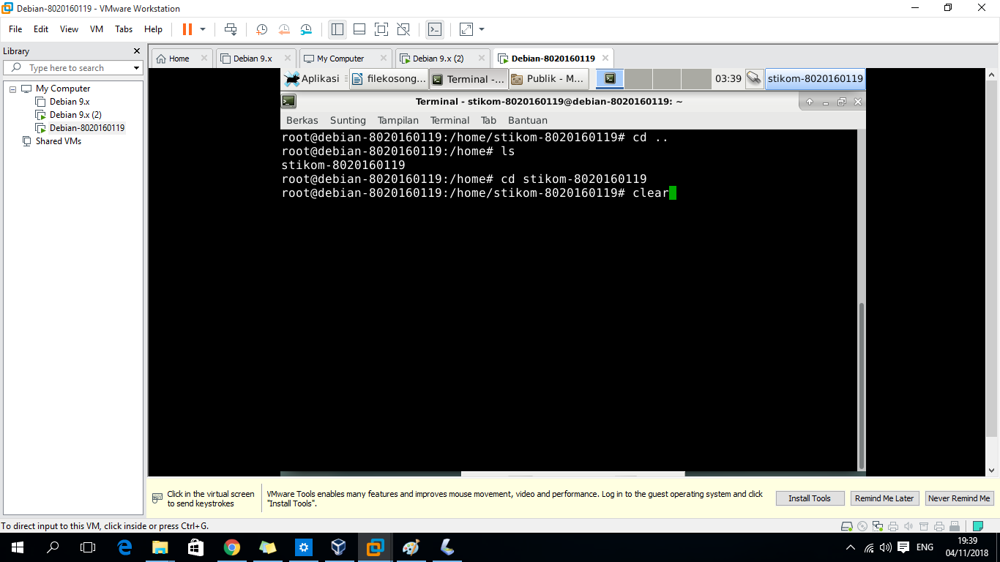 Debian-8020160119 - VMware Workstation
File Edit View VM Tabs Help
Library
Type here to search
My Computer
Debian 9.x
Debian 9.x (2)
Debian-8020160119
Shared VMs
Home Debian 9.x My Computer Debian 9.x (2) Debian-8020160119
Aplikasi filekosong... Terminal -... Publik - M... 03:39 stikom-8020160119
Terminal - stikom-8020160119@debian-8020160119: ~
Berkas Sunting Tampilan Terminal Tab Bantuan
root@debian-8020160119:/home/stikom-8020160119# cd ..
root@debian-8020160119:/home# ls
stikom-8020160119
root@debian-8020160119:/home# cd stikom-8020160119
root@debian-8020160119:/home/stikom-8020160119# clear
Click in the virtual screen
to send keystrokes
VMware Tools enables many features and improves mouse movement, video and performance. Log in to the guest operating system and click
"Install Tools".
Install Tools Remind Me Later Never Remind Me
To direct input to this VM, click inside or press Ctrl+G.
ENG
19:39
04/11/2018